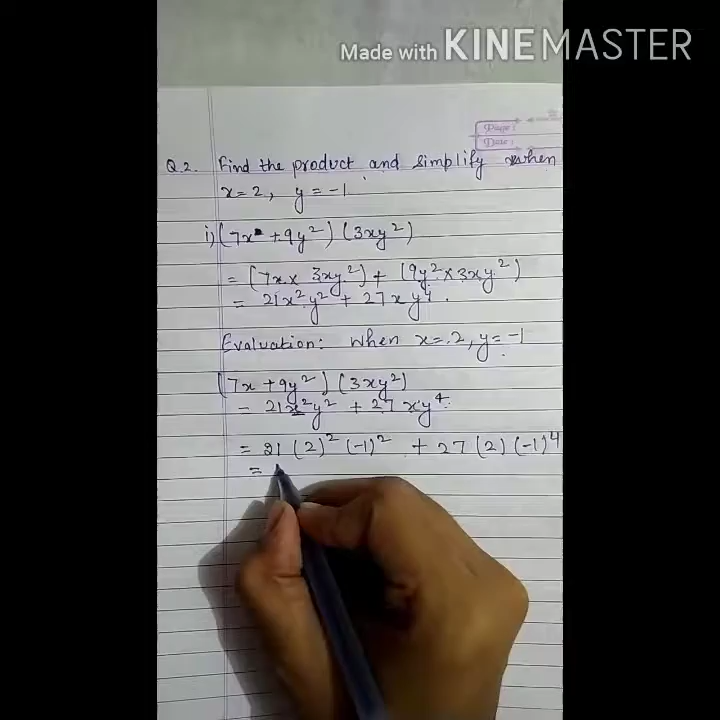 Made with KINEMASTER
Page:
Date:
Q.2. Find the product and simplify when
x=2, y=-1
i) (7x +9y²) (3xy²)
= (7x x 3xy²) + (9y² x 3xy²)
= 21x²y² + 27xy⁴.
Evaluation: when x=2, y=-1
(7x+9y²) (3xy²)
- 21x²y² + 27xy⁴
= 21 (2)² (-1)² + 27 (2) (-1)⁴
=